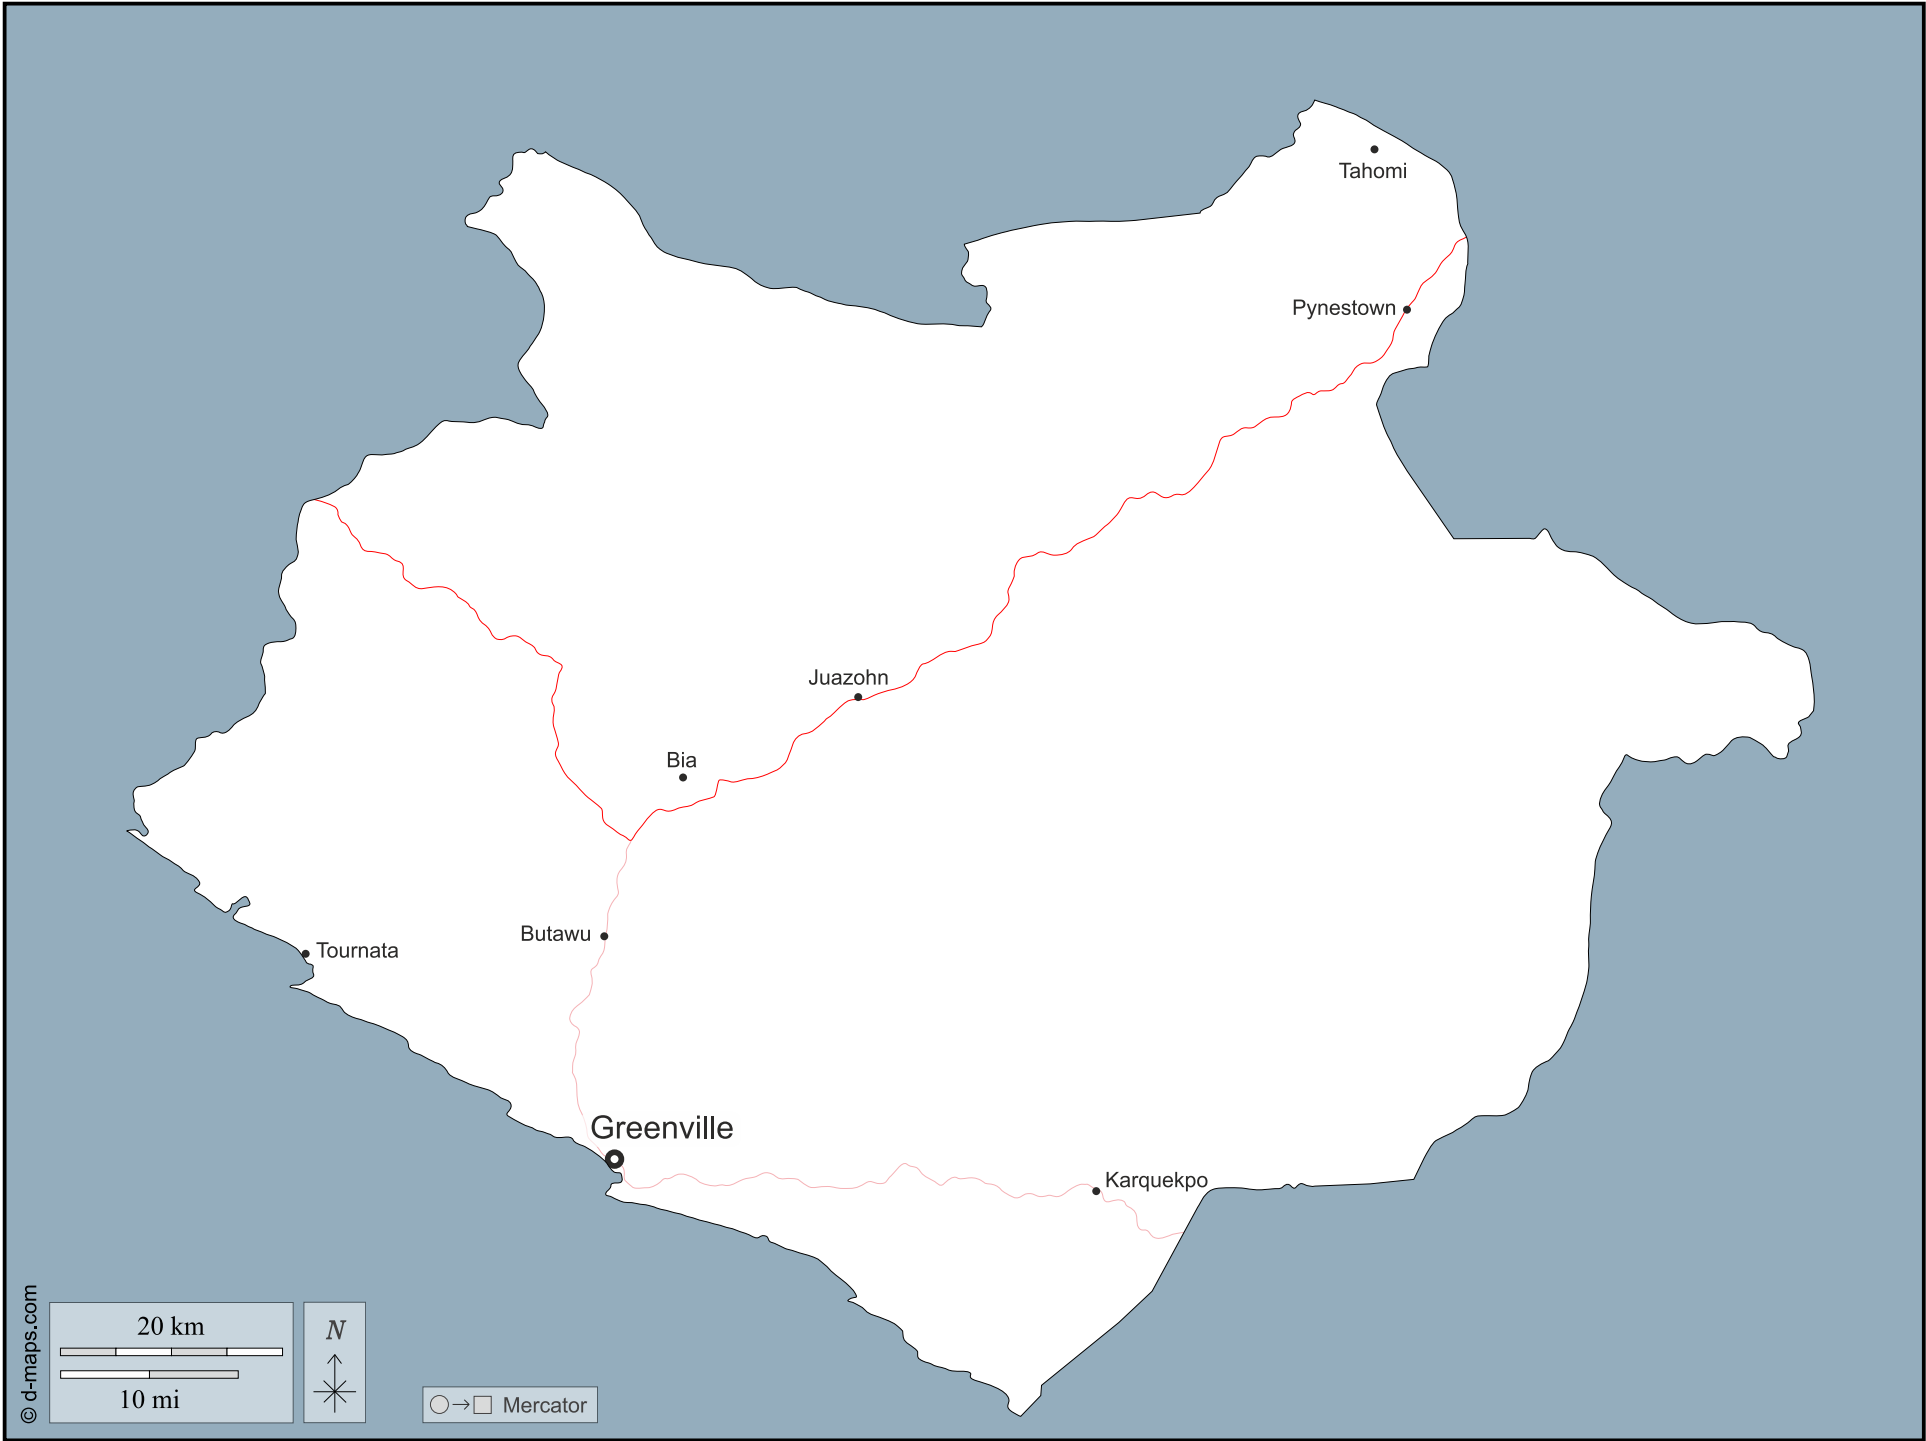 Tahomi
Pynestown
Juazohn
Bia
Butawu
Tournata
Greenville
Karquekpo
© d-maps.com
20 km
10 mi
N
Mercator